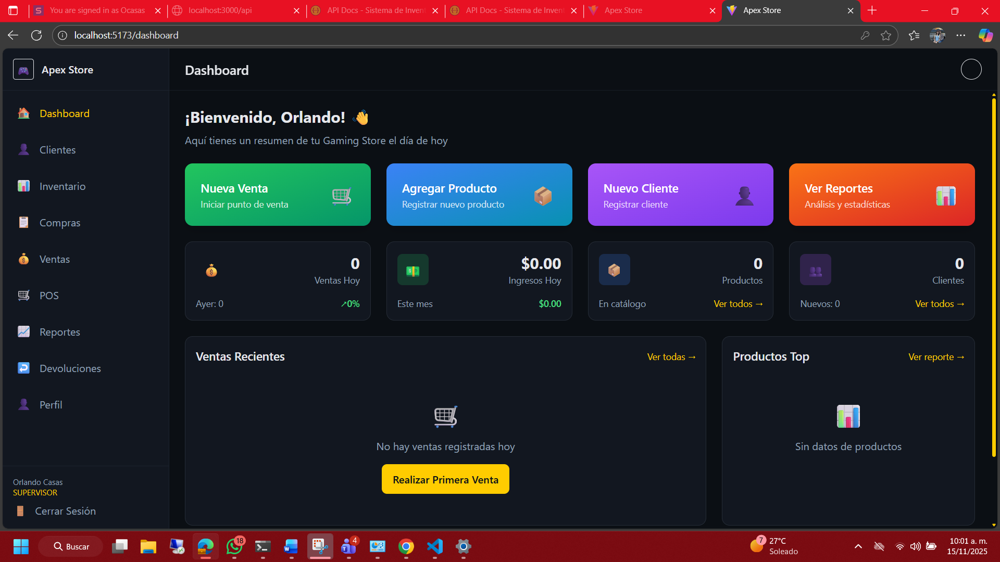 You are signed in as Ocasas
localhost:3000/api
API Docs - Sistema de Invent
API Docs - Sistema de Invent
Apex Store
Apex Store
localhost:5173/dashboard
Apex Store
Dashboard
Dashboard
Clientes
Inventario
Compras
Ventas
POS
Reportes
Devoluciones
Perfil
Orlando Casas
SUPERVISOR
Cerrar Sesión
¡Bienvenido, Orlando! 👋
Aquí tienes un resumen de tu Gaming Store el día de hoy
Nueva Venta
Iniciar punto de venta
Agregar Producto
Registrar nuevo producto
Nuevo Cliente
Registrar cliente
Ver Reportes
Análisis y estadísticas
0
Ventas Hoy
Ayer: 0
↗0%
$0.00
Ingresos Hoy
Este mes
$0.00
0
Productos
En catálogo
Ver todos →
0
Clientes
Nuevos: 0
Ver todos →
Ventas Recientes
Ver todas →
No hay ventas registradas hoy
Realizar Primera Venta
Productos Top
Ver reporte →
Sin datos de productos
Buscar
18
4
7
27°C
Soleado
10:01 a. m.
15/11/2025